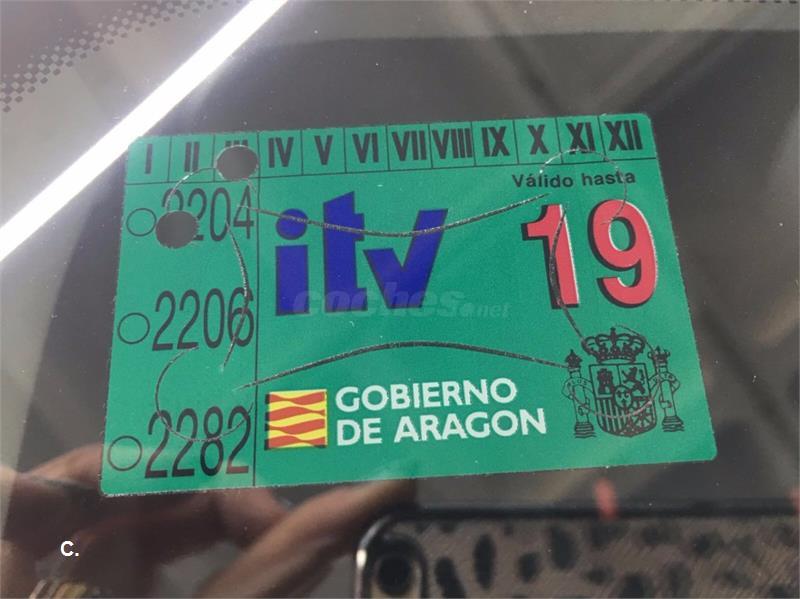 I II III IV V VI VII VIII IX X XI XII
Válido hasta
2204
itv
19
2206
coches.net
GOBIERNO
DE ARAGON
2282
C.